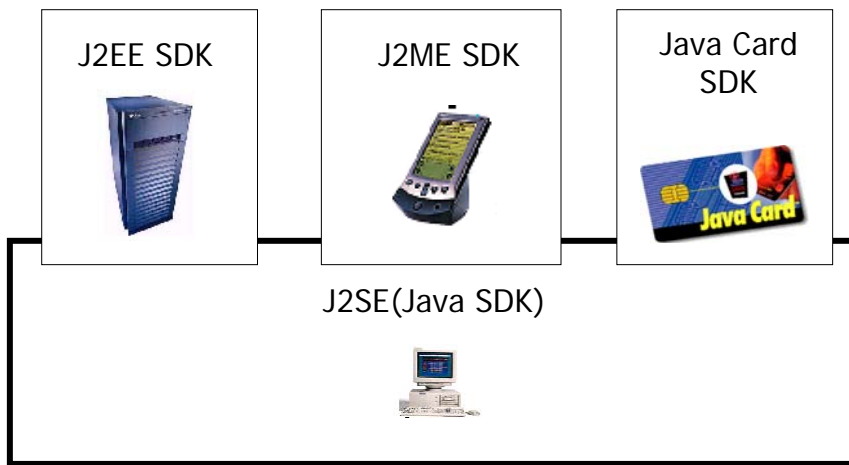 J2EE SDK
J2ME SDK
Java Card
SDK
Java Card
J2SE(Java SDK)